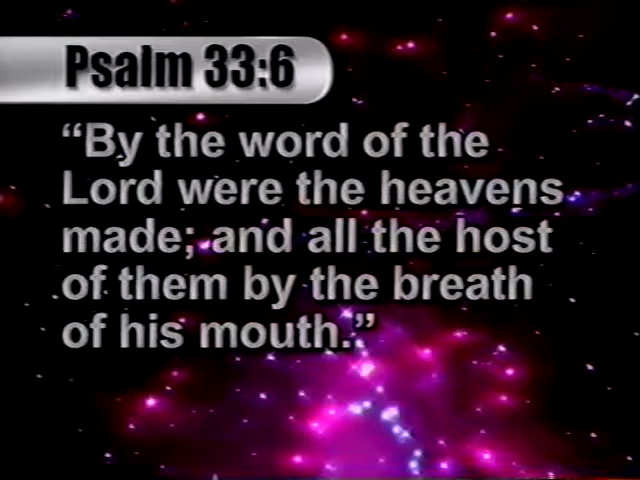 Psalm 33:6
“By the word of the
Lord were the heavens
made; and all the host
of them by the breath
of his mouth.”